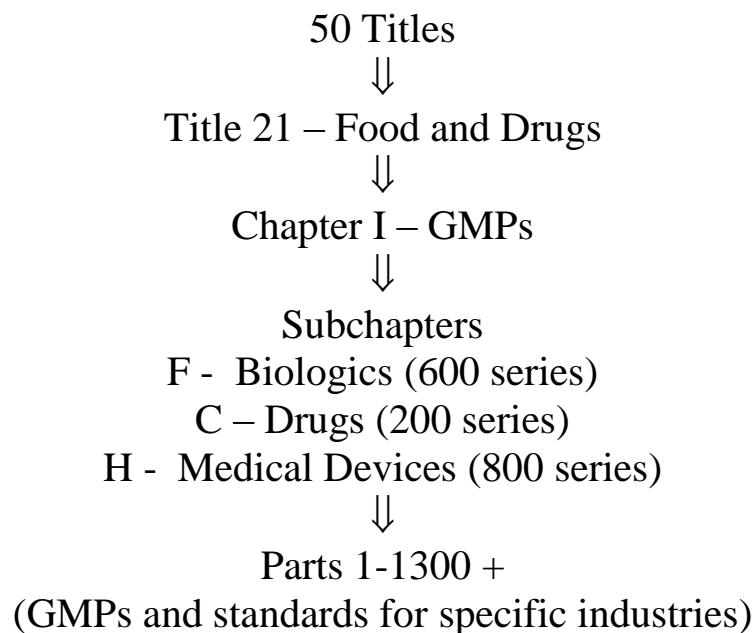 50 Titles
⇓
Title 21 – Food and Drugs
⇓
Chapter I – GMPs
⇓
Subchapters
F - Biologics (600 series)
C – Drugs (200 series)
H - Medical Devices (800 series)
⇓
Parts 1-1300 +
(GMPs and standards for specific industries)